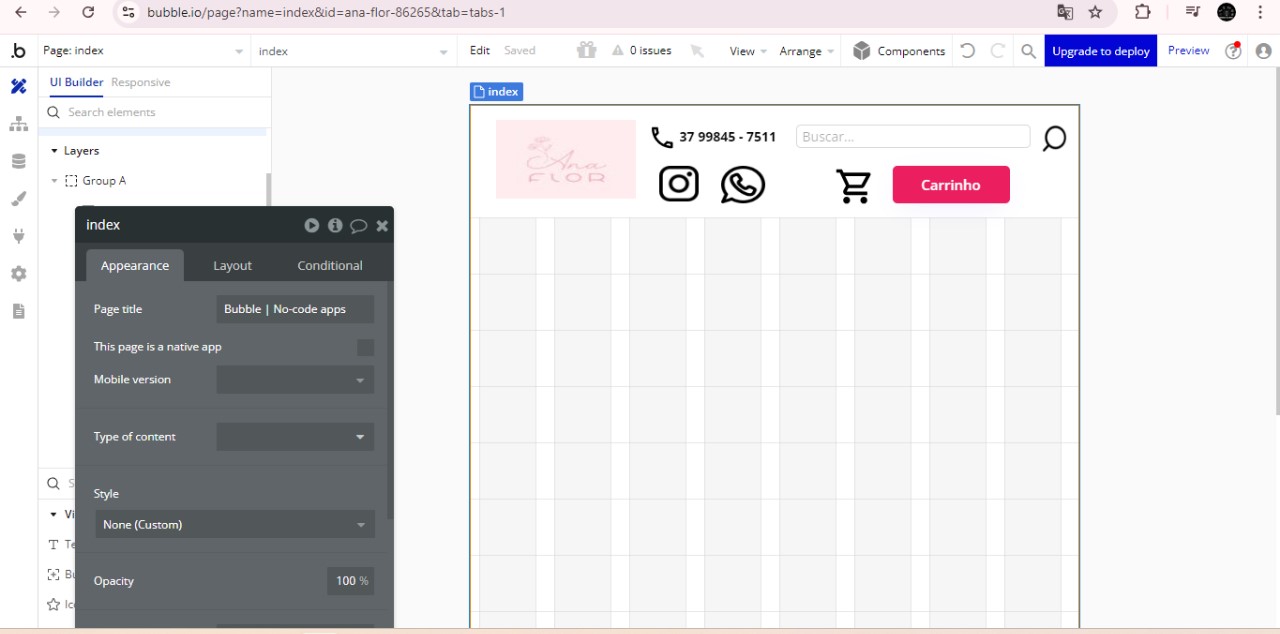 bubble.io/page?name=index&id=ana-flor-86265&tab=tabs-1
.b Page: index index Edit Saved 0 issues View Arrange Components Upgrade to deploy Preview
UI Builder Responsive
Search elements
Layers
Group A
index
Appearance Layout Conditional
Page title Bubble | No-code apps
This page is a native app
Mobile version
Type of content
Style
None (Custom)
Opacity 100 %
S
Vi
T Te
Bu
Ico
index
Ana
FLOR
37 99845 - 7511
Buscar...
Carrinho